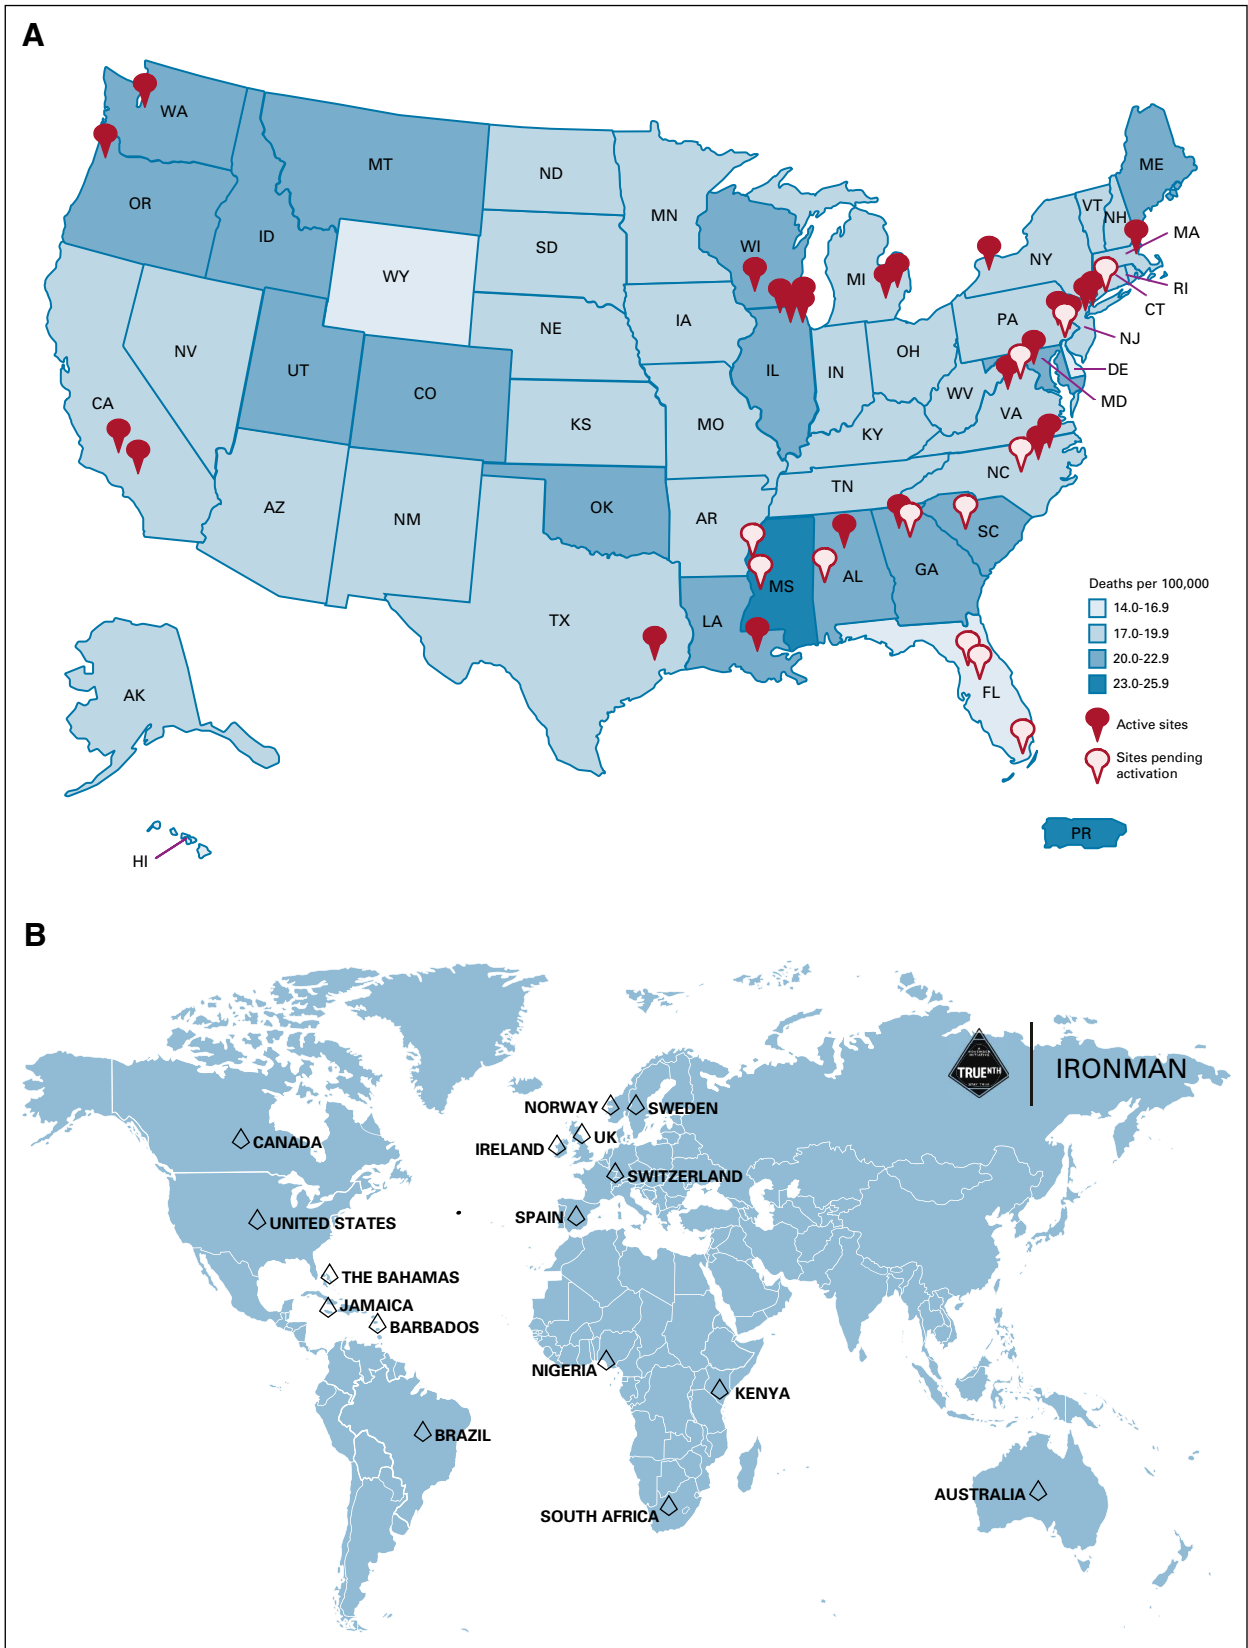 A
WA
MT
ND
MN
ME
OR
ID
SD
WI
VT
NH
MA
WY
MI
NY
RI
CT
NV
NE
IA
PA
NJ
UT
CO
IL
IN
OH
DE
MD
CA
KS
MO
WV
VA
KY
AZ
NM
OK
AR
TN
NC
SC
TX
LA
MS
AL
GA
FL
AK
HI
PR
Deaths per 100,000
14.0-16.9
17.0-19.9
20.0-22.9
23.0-25.9
Active sites
Sites pending
activation
B
TRUENTH
IRONMAN
NORWAY
SWEDEN
CANADA
UK
IRELAND
SWITZERLAND
UNITED STATES
SPAIN
THE BAHAMAS
JAMAICA
BARBADOS
NIGERIA
KENYA
BRAZIL
AUSTRALIA
SOUTH AFRICA